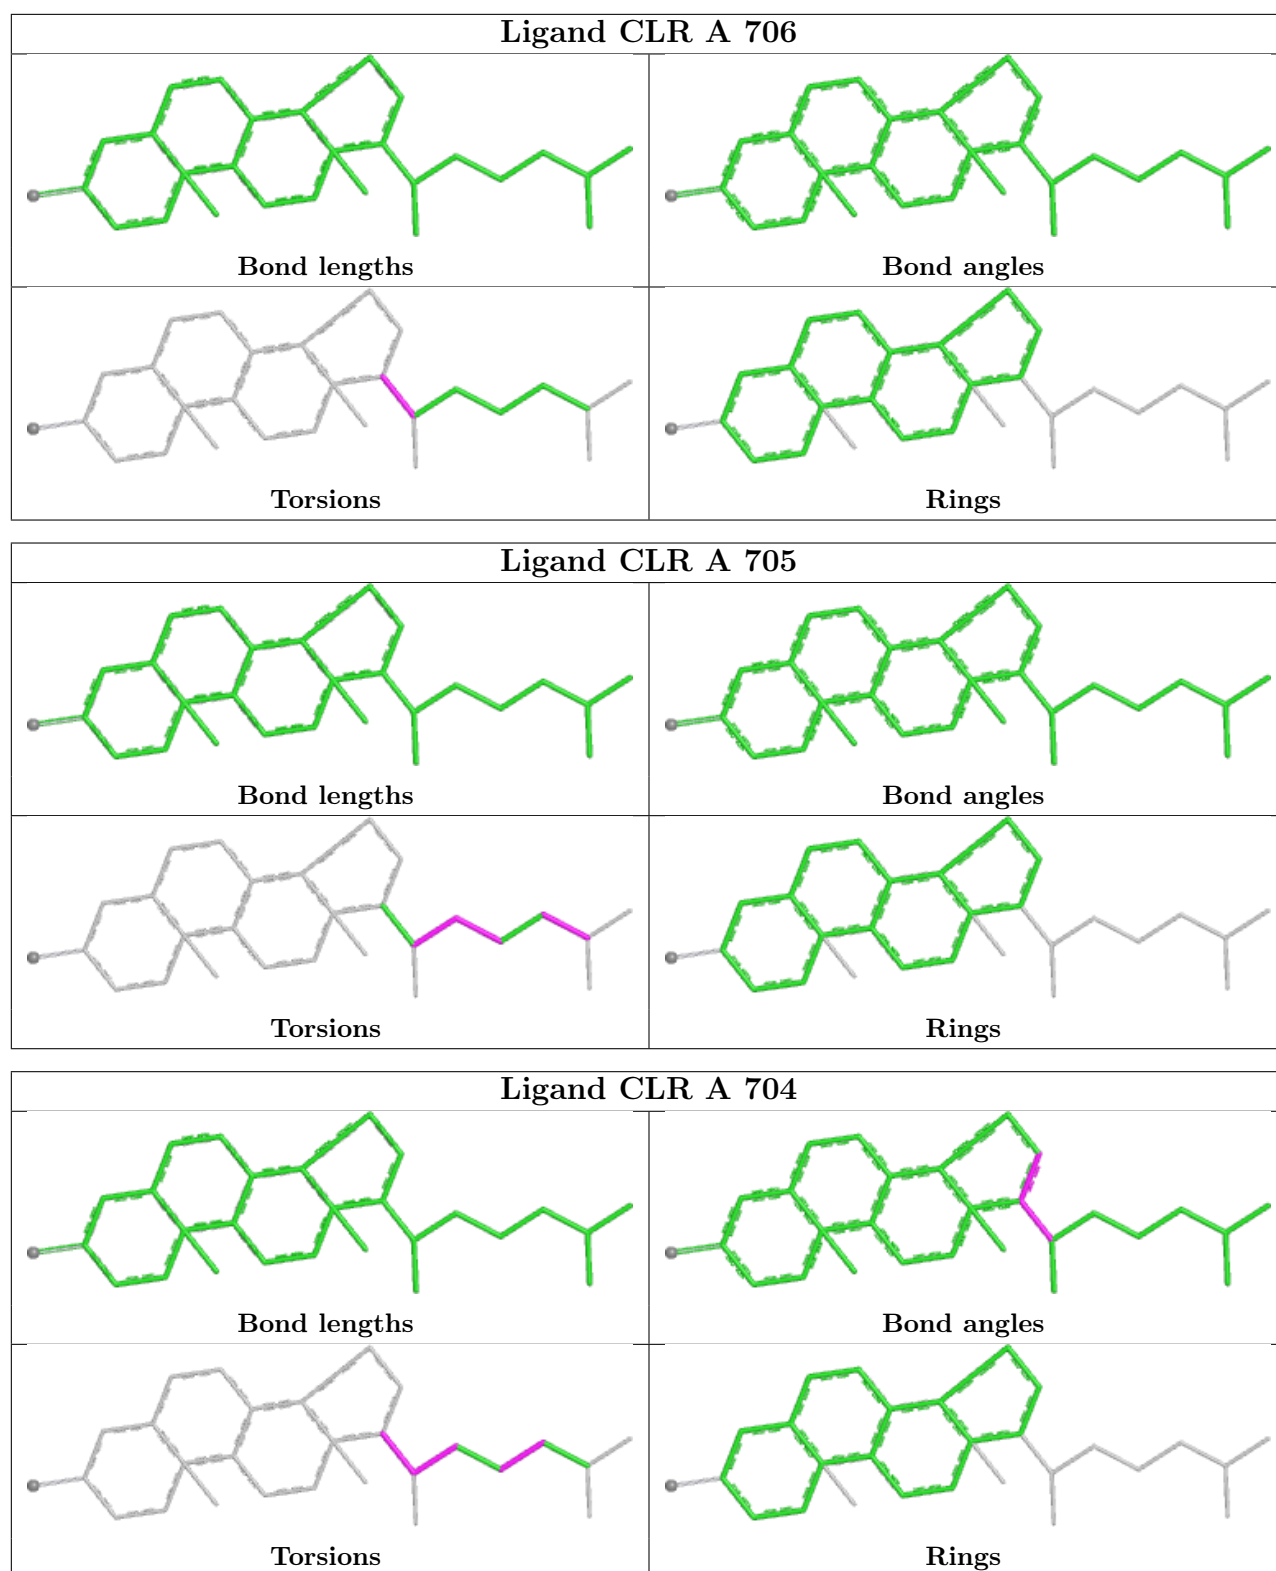 Ligand CLR A 706
Bond lengths
Bond angles
Torsions
Rings
Ligand CLR A 705
Bond lengths
Bond angles
Torsions
Rings
Ligand CLR A 704
Bond lengths
Bond angles
Torsions
Rings